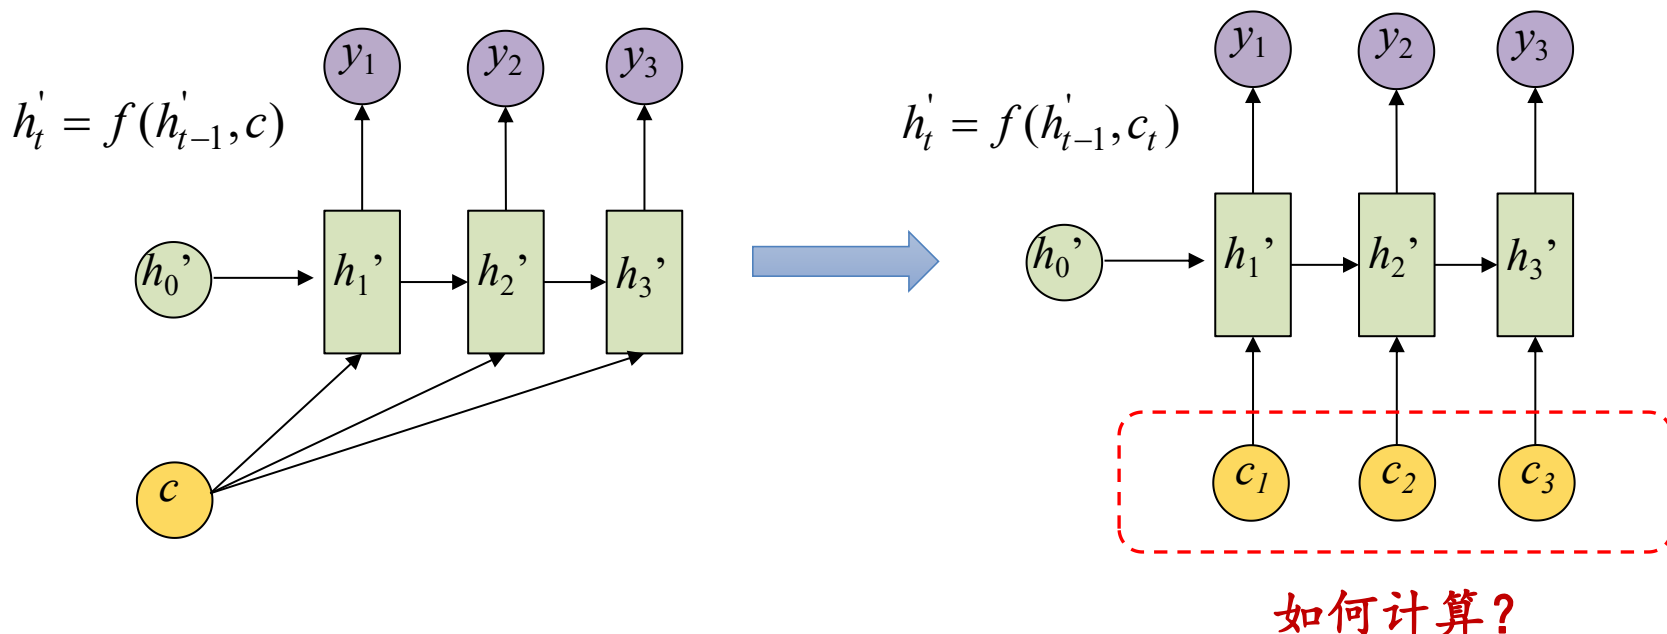 y₁ y₂ y₃
h'ₜ = f(h'ₜ₋₁, c)
h₀’ h₁’ h₂’ h₃’
c
y₁ y₂ y₃
h'ₜ = f(h'ₜ₋₁, cₜ)
h₀’ h₁’ h₂’ h₃’
c₁ c₂ c₃
如何计算?